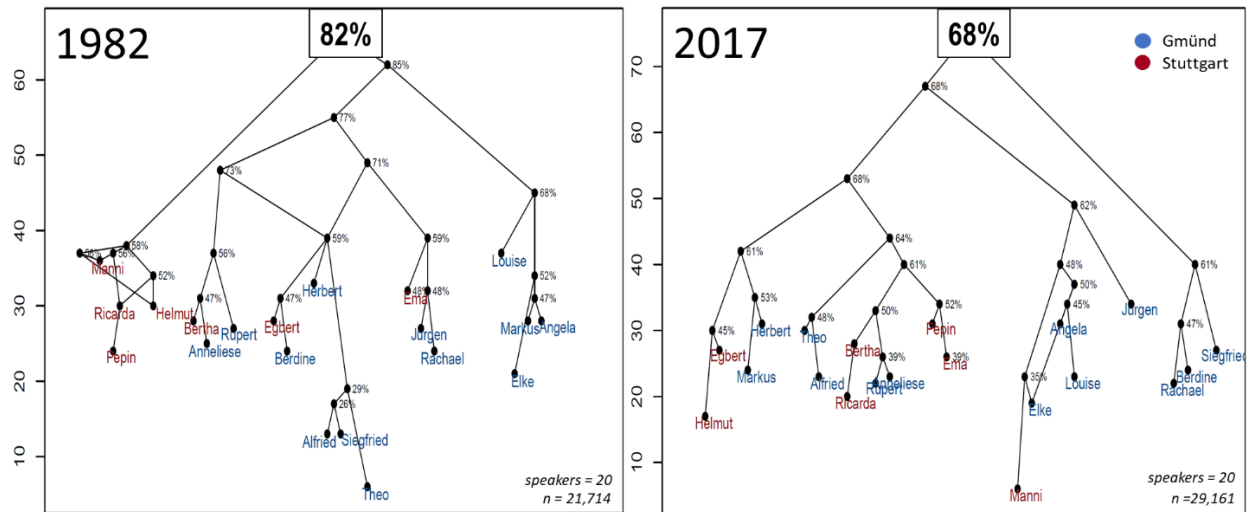 1982
82%
60
50
40
30
20
10
85%
77%
73%
71%
68%
58%
56%
56%
52%
56%
59%
59%
52%
47%
47%
48%
48%
47%
29%
26%
Manni
Louise
Herbert
Ema
Ricarda
Helmut
Bertha
Rupert
Egbert
Jürgen
Markus
Angela
Pepin
Anneliese
Berdine
Rachael
Elke
Alfried
Siegfried
Theo
speakers = 20
n = 21,714
2017
68%
Gmünd
Stuttgart
70
60
50
40
30
20
10
68%
68%
62%
64%
61%
61%
48%
61%
50%
53%
52%
50%
45%
48%
47%
45%
39%
39%
35%
Jürgen
Herbert
Theo
Pepin
Angela
Egbert
Bertha
Ema
Siegfried
Markus
Alfried
Rupert
Anneliese
Louise
Berdine
Rachael
Ricarda
Elke
Helmut
Manni
speakers = 20
n =29,161